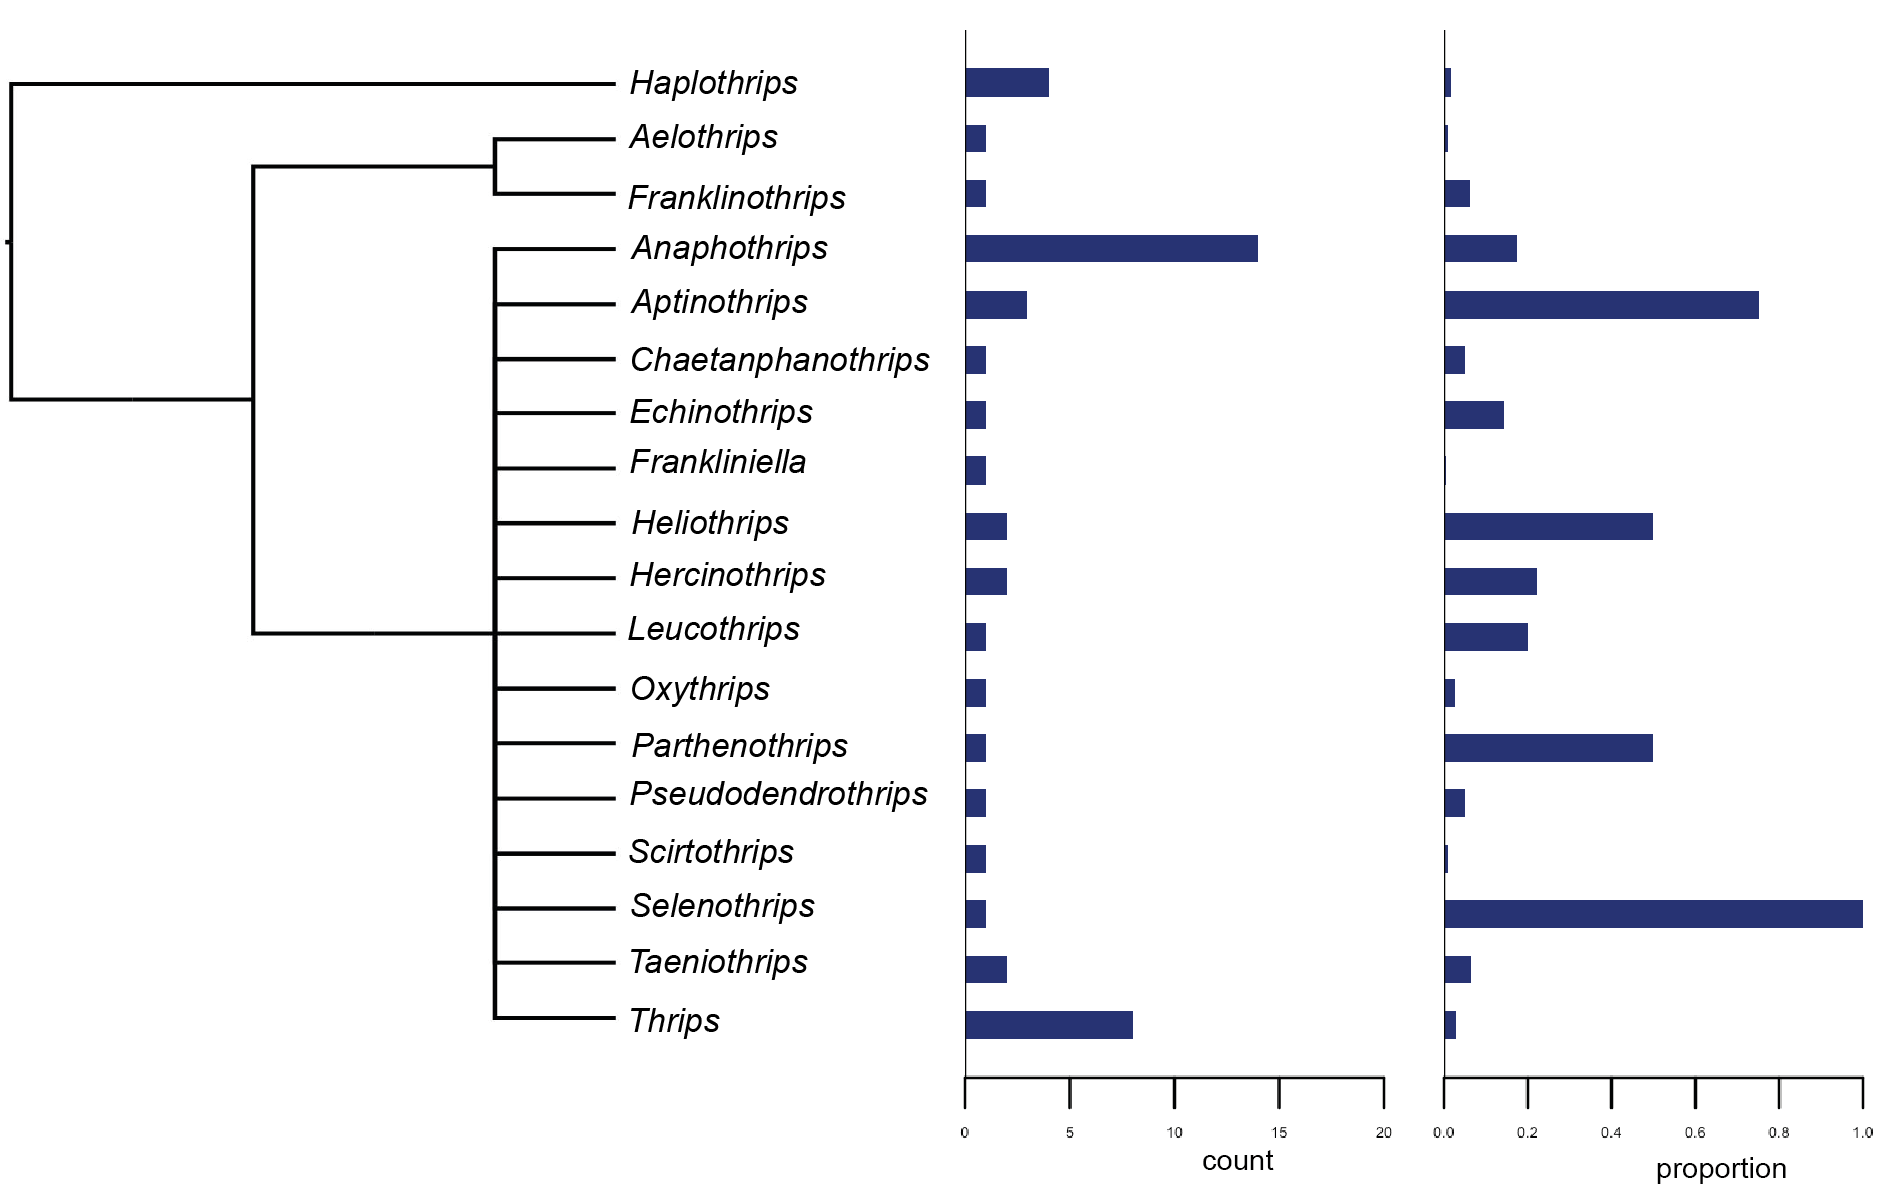 Haplothrips
Aelothrips
Franklinothrips
Anaphothrips
Aptinothrips
Chaetanphanothrips
Echinothrips
Frankliniella
Heliothrips
Hercinothrips
Leucothrips
Oxythrips
Parthenothrips
Pseudodendrothrips
Scirtothrips
Selenothrips
Taeniothrips
Thrips
0 5 10 15 20
count
0.0 0.2 0.4 0.6 0.8 1.0
proportion